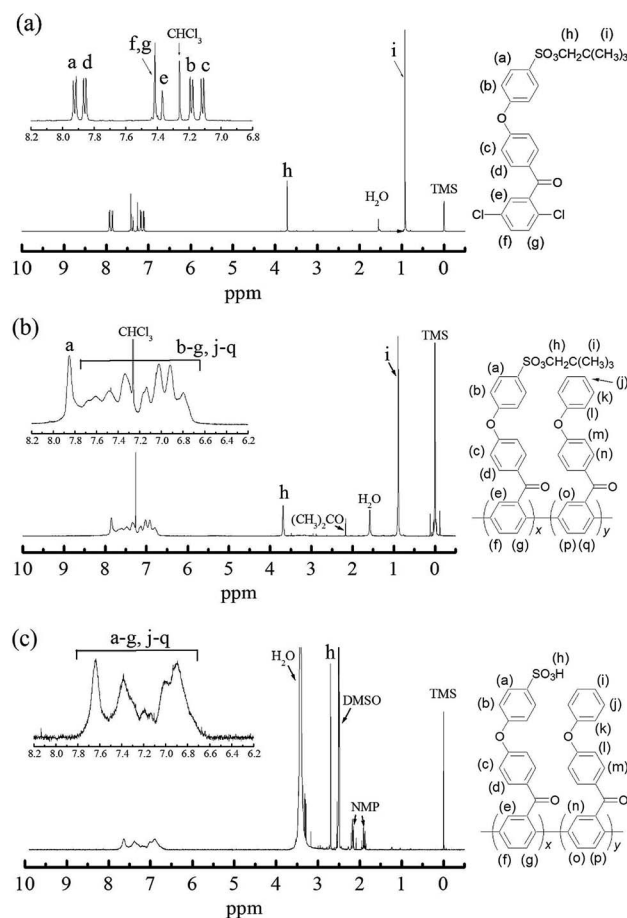 (a)
a d f,g CHCl₃ e b c
8.2 8.0 7.8 7.6 7.4 7.2 7.0 6.8
h
H₂O
i
TMS
10 9 8 7 6 5 4 3 2 1 0
ppm
(h) (i)
SO₃CH₂C(CH₃)₃
(a)
(b)
O
(c)
(d)
O
(e)
Cl Cl
(f) (g)
(b)
a CHCl₃ b-g, j-q
8.2 8.0 7.8 7.6 7.4 7.2 7.0 6.8 6.6 6.4 6.2
h
(CH₃)₂CO
H₂O
i
TMS
10 9 8 7 6 5 4 3 2 1 0
ppm
(h) (i)
SO₃CH₂C(CH₃)₃
(a) (j)
(b) (k)
(l)
O O
(c) (m)
(d) (n)
O O
(e) (o)
x y
(f) (g) (p) (q)
(c)
a-g, j-q
8.2 8.0 7.8 7.6 7.4 7.2 7.0 6.8 6.6 6.4 6.2
H₂O
h
DMSO
NMP
TMS
10 9 8 7 6 5 4 3 2 1 0
ppm
(h)
SO₃H
(a) (i)
(b) (j)
(k)
O O
(c) (l)
(d) (m)
O O
(e) (n)
x y
(f) (g) (o) (p)